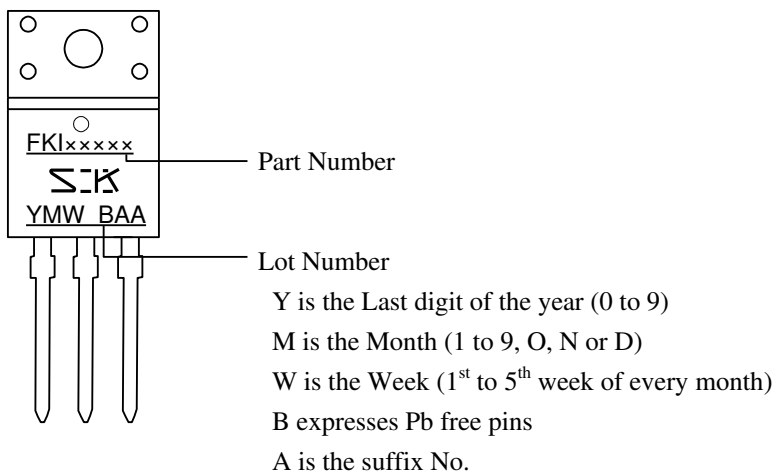 FKI×××××
SK
YMW BAA
Part Number
Lot Number
Y is the Last digit of the year (0 to 9)
M is the Month (1 to 9, O, N or D)
W is the Week (1st to 5th week of every month)
B expresses Pb free pins
A is the suffix No.